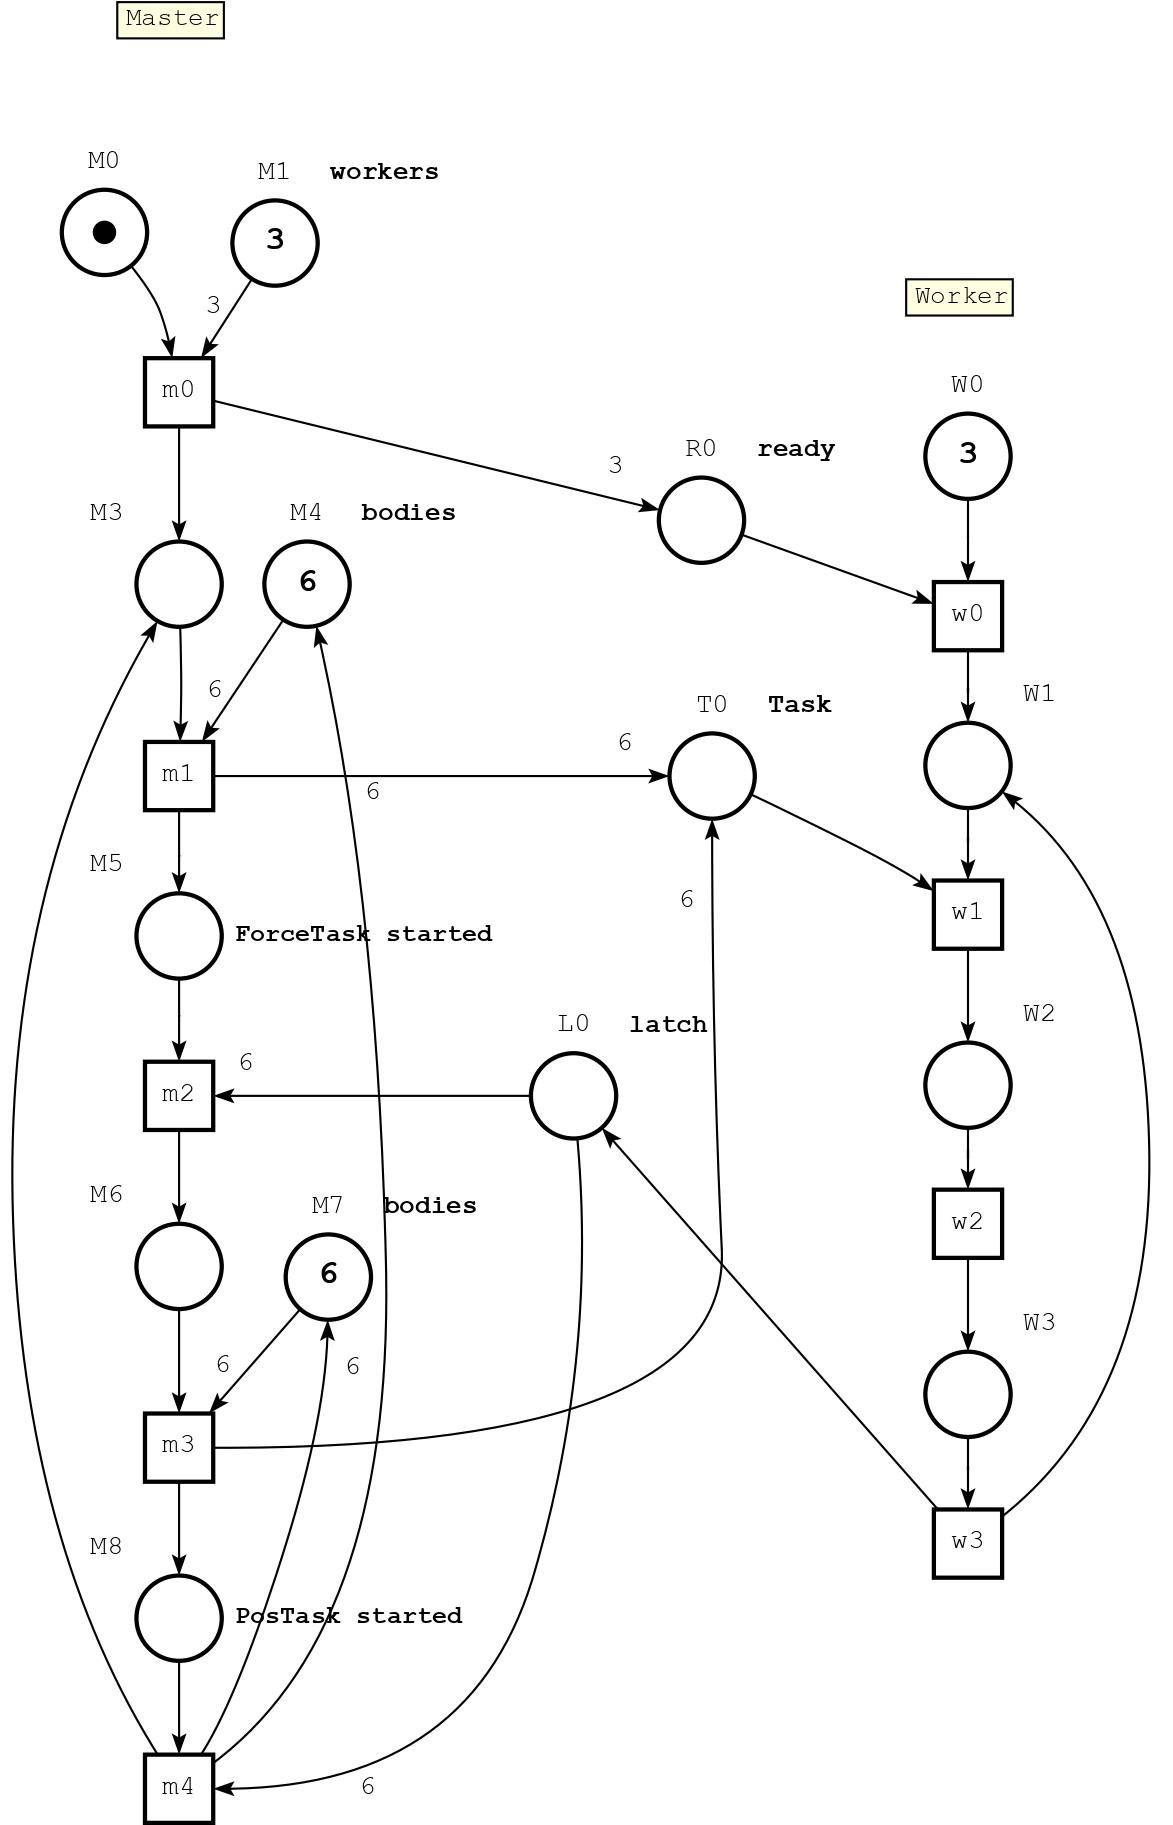 Master
M0
M1 workers
3
3
Worker
m0
W0
3
R0 ready
3
M3
M4 bodies
6
w0
6
W1
T0 Task
6
m1
6
M5
6
w1
ForceTask started
W2
L0 latch
6
m2
M6
M7 bodies
w2
6
W3
6
6
m3
w3
M8
PosTask started
m4
6